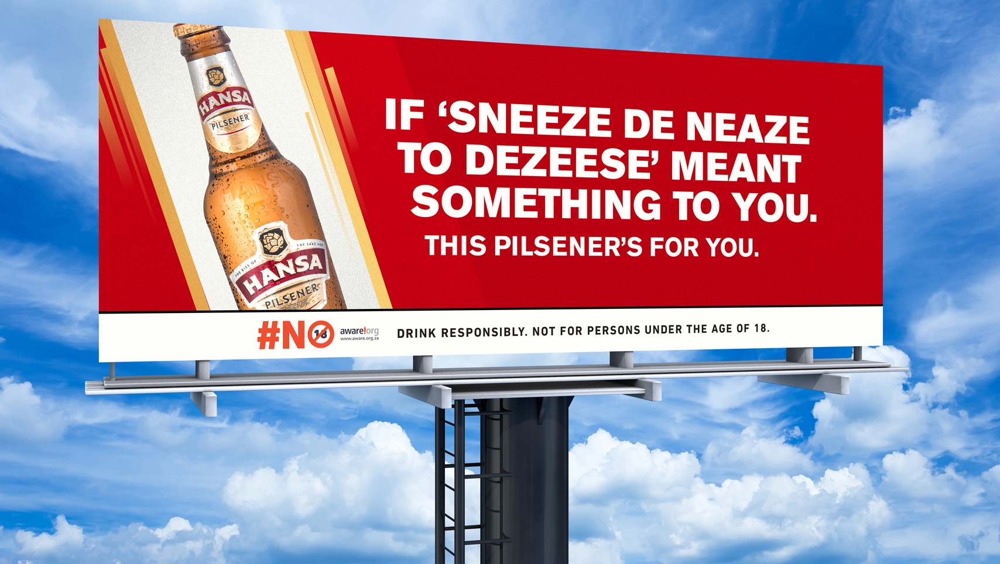 HANSA
PILSENER
HANSA
THE KISS OF THE SAAZ HOP
HANSA
PILSENER
IF ‘SNEEZE DE NEAZE
TO DEZEESE’ MEANT
SOMETHING TO YOU.
THIS PILSENER’S FOR YOU.
#NO
18
aware!org
www.aware.org.za
DRINK RESPONSIBLY. NOT FOR PERSONS UNDER THE AGE OF 18.